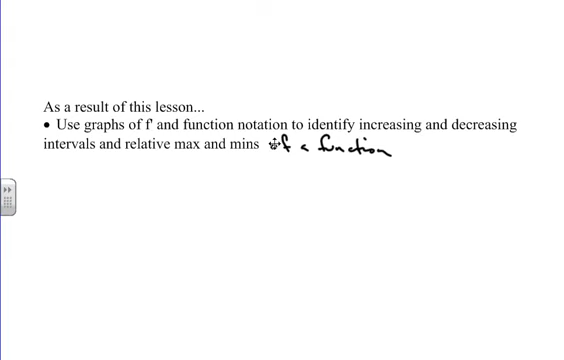 As a result of this lesson...
• Use graphs of f' and function notation to identify increasing and decreasing
intervals and relative max and mins of a function